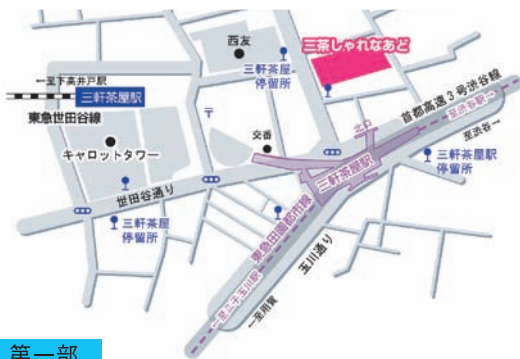 西友
三軒茶屋
停留所
三茶しゃれなあど
←至下高井戸駅
三軒茶屋駅
東急世田谷線
〒
交番
北口
首都高速3号渋谷線
至渋谷駅→
至渋谷→
キャロットタワー
三軒茶屋駅
三軒茶屋駅
停留所
世田谷通り
三軒茶屋
停留所
東急田園都市線
玉川通り
←至二子玉川駅
←至用賀
第一部